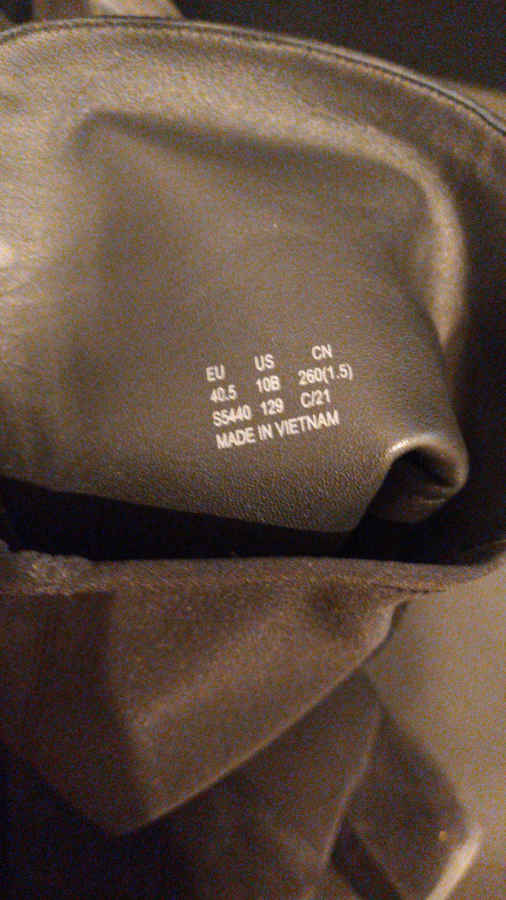 EU US CN
40.5 10B 260(1.5)
S5440 129 C/21
MADE IN VIETNAM